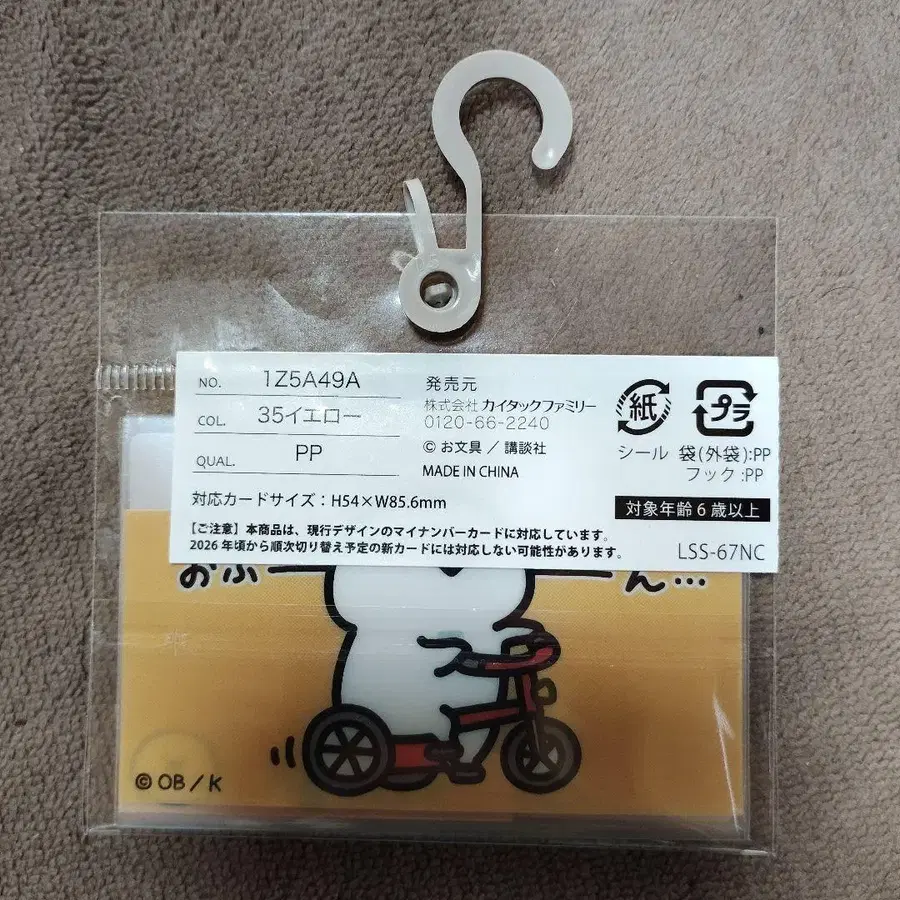 NO. 1Z5A49A
COL. 35イエロー
QUAL. PP
発売元
株式会社 カイタックファミリー
0120-66-2240
© お文具 / 講談社
MADE IN CHINA
紙 プラ
シール 袋(外袋):PP
フック:PP
対応カードサイズ:H54×W85.6mm
対象年齢6歳以上
【ご注意】本商品は、現行デザインのマイナンバーカードに対応しています。
2026年頃から順次切り替え予定の新カードには対応しない可能性があります。
LSS-67NC
おふーーん…
© OB/K